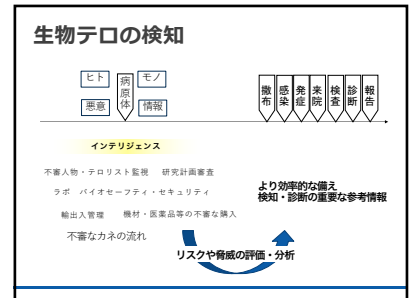 生物テロの検知
ヒト
病原体
モノ
悪意
情報
撒布
感染
発症
来院
検査
診断
報告
インテリジェンス
不審人物・テロリスト監視 研究計画審査
ラボ バイオセーフティ・セキュリティ
輸出入管理 機材・医薬品等の不審な購入
不審なカネの流れ
より効率的な備え
検知・診断の重要な参考情報
リスクや脅威の評価・分析